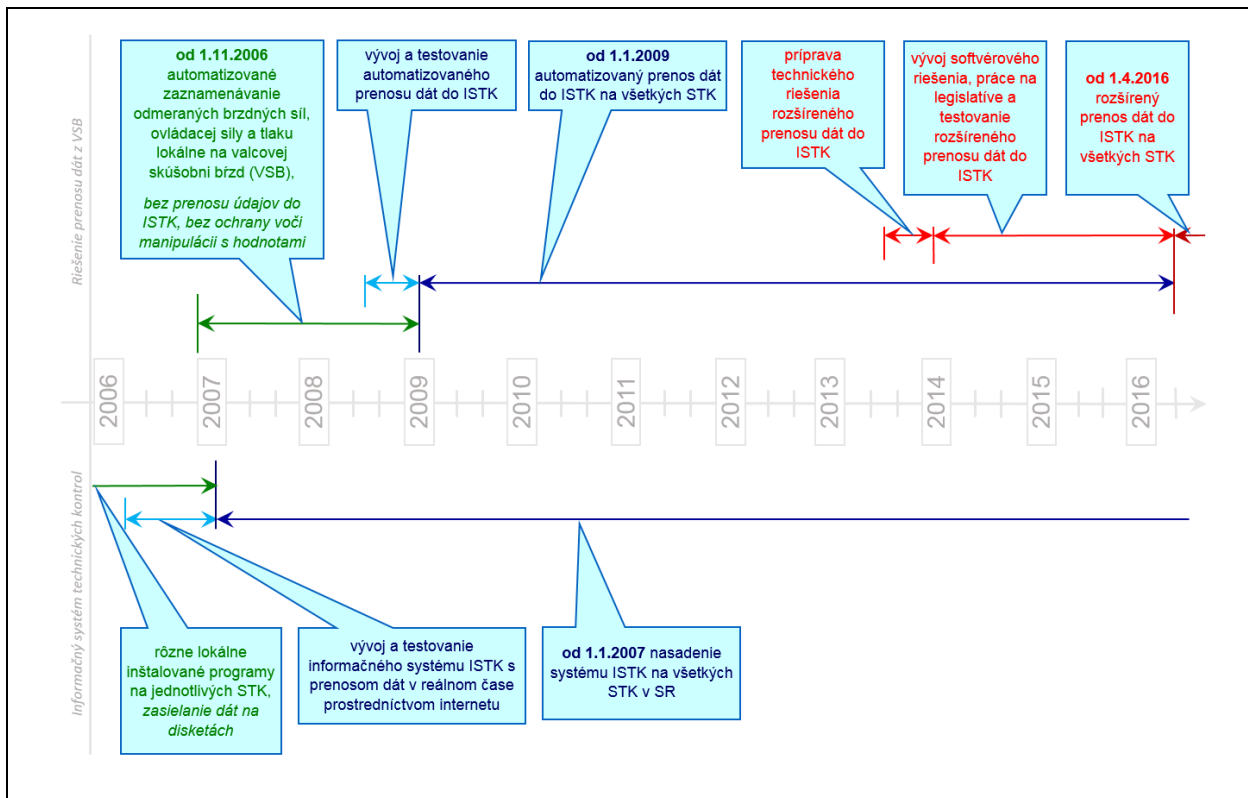 Riešenie prenosu dát z VSB
od 1.11.2006
automatizované
zaznamenávanie
odmeraných brzdných síl,
ovládacej sily a tlaku
lokálne na valcovej
skúšobni bŕzd (VSB),
bez prenosu údajov do
ISTK, bez ochrany voči
manipulácii s hodnotami
vývoj a testovanie
automatizovaného
prenosu dát do ISTK
od 1.1.2009
automatizovaný prenos dát
do ISTK na všetkých STK
príprava
technického
riešenia
rozšíreného
prenosu dát do
ISTK
vývoj softvérového
riešenia, práce na
legislatíve a
testovanie
rozšíreného
prenosu dát do
ISTK
od 1.4.2016
rozšírený
prenos dát do
ISTK na
všetkých STK
2006
2007
2008
2009
2010
2011
2012
2013
2014
2015
2016
Informačný systém technických kontrol
rôzne lokálne
inštalované programy
na jednotlivých STK,
zasielanie dát na
disketách
vývoj a testovanie
informačného systému ISTK s
prenosom dát v reálnom čase
prostredníctvom internetu
od 1.1.2007 nasadenie
systému ISTK na všetkých
STK v SR